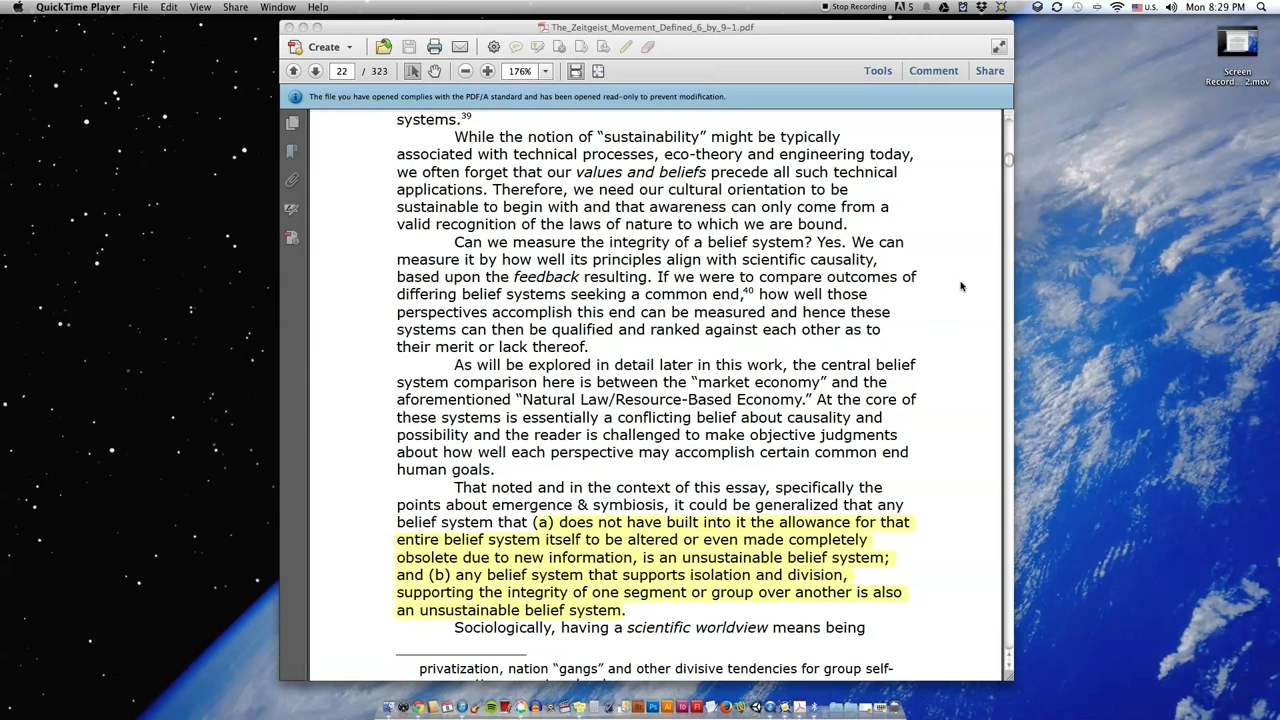 QuickTime Player File Edit View Share Window Help
Stop Recording 5 U.S. Mon 8:29 PM
The_Zeitgeist_Movement_Defined_6_by_9-1.pdf
Create
22 / 323 176% Tools Comment Share
The file you have opened complies with the PDF/A standard and has been opened read-only to prevent modification.
Screen
Record... 2.mov
systems.³⁹
While the notion of “sustainability” might be typically
associated with technical processes, eco-theory and engineering today,
we often forget that our values and beliefs precede all such technical
applications. Therefore, we need our cultural orientation to be
sustainable to begin with and that awareness can only come from a
valid recognition of the laws of nature to which we are bound.
Can we measure the integrity of a belief system? Yes. We can
measure it by how well its principles align with scientific causality,
based upon the feedback resulting. If we were to compare outcomes of
differing belief systems seeking a common end,⁴⁰ how well those
perspectives accomplish this end can be measured and hence these
systems can then be qualified and ranked against each other as to
their merit or lack thereof.
As will be explored in detail later in this work, the central belief
system comparison here is between the “market economy” and the
aforementioned “Natural Law/Resource-Based Economy.” At the core of
these systems is essentially a conflicting belief about causality and
possibility and the reader is challenged to make objective judgments
about how well each perspective may accomplish certain common end
human goals.
That noted and in the context of this essay, specifically the
points about emergence & symbiosis, it could be generalized that any
belief system that (a) does not have built into it the allowance for that
entire belief system itself to be altered or even made completely
obsolete due to new information, is an unsustainable belief system;
and (b) any belief system that supports isolation and division,
supporting the integrity of one segment or group over another is also
an unsustainable belief system.
Sociologically, having a scientific worldview means being
privatization, nation “gangs” and other divisive tendencies for group self-